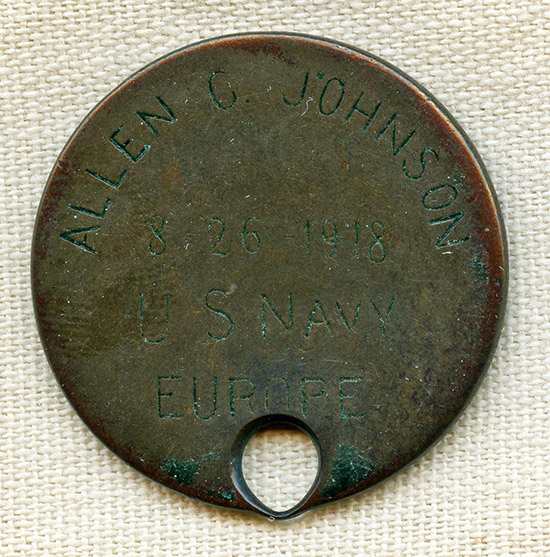 ALLEN G. JOHNSON
8 26 -1918
U S NAVY
EUROPE